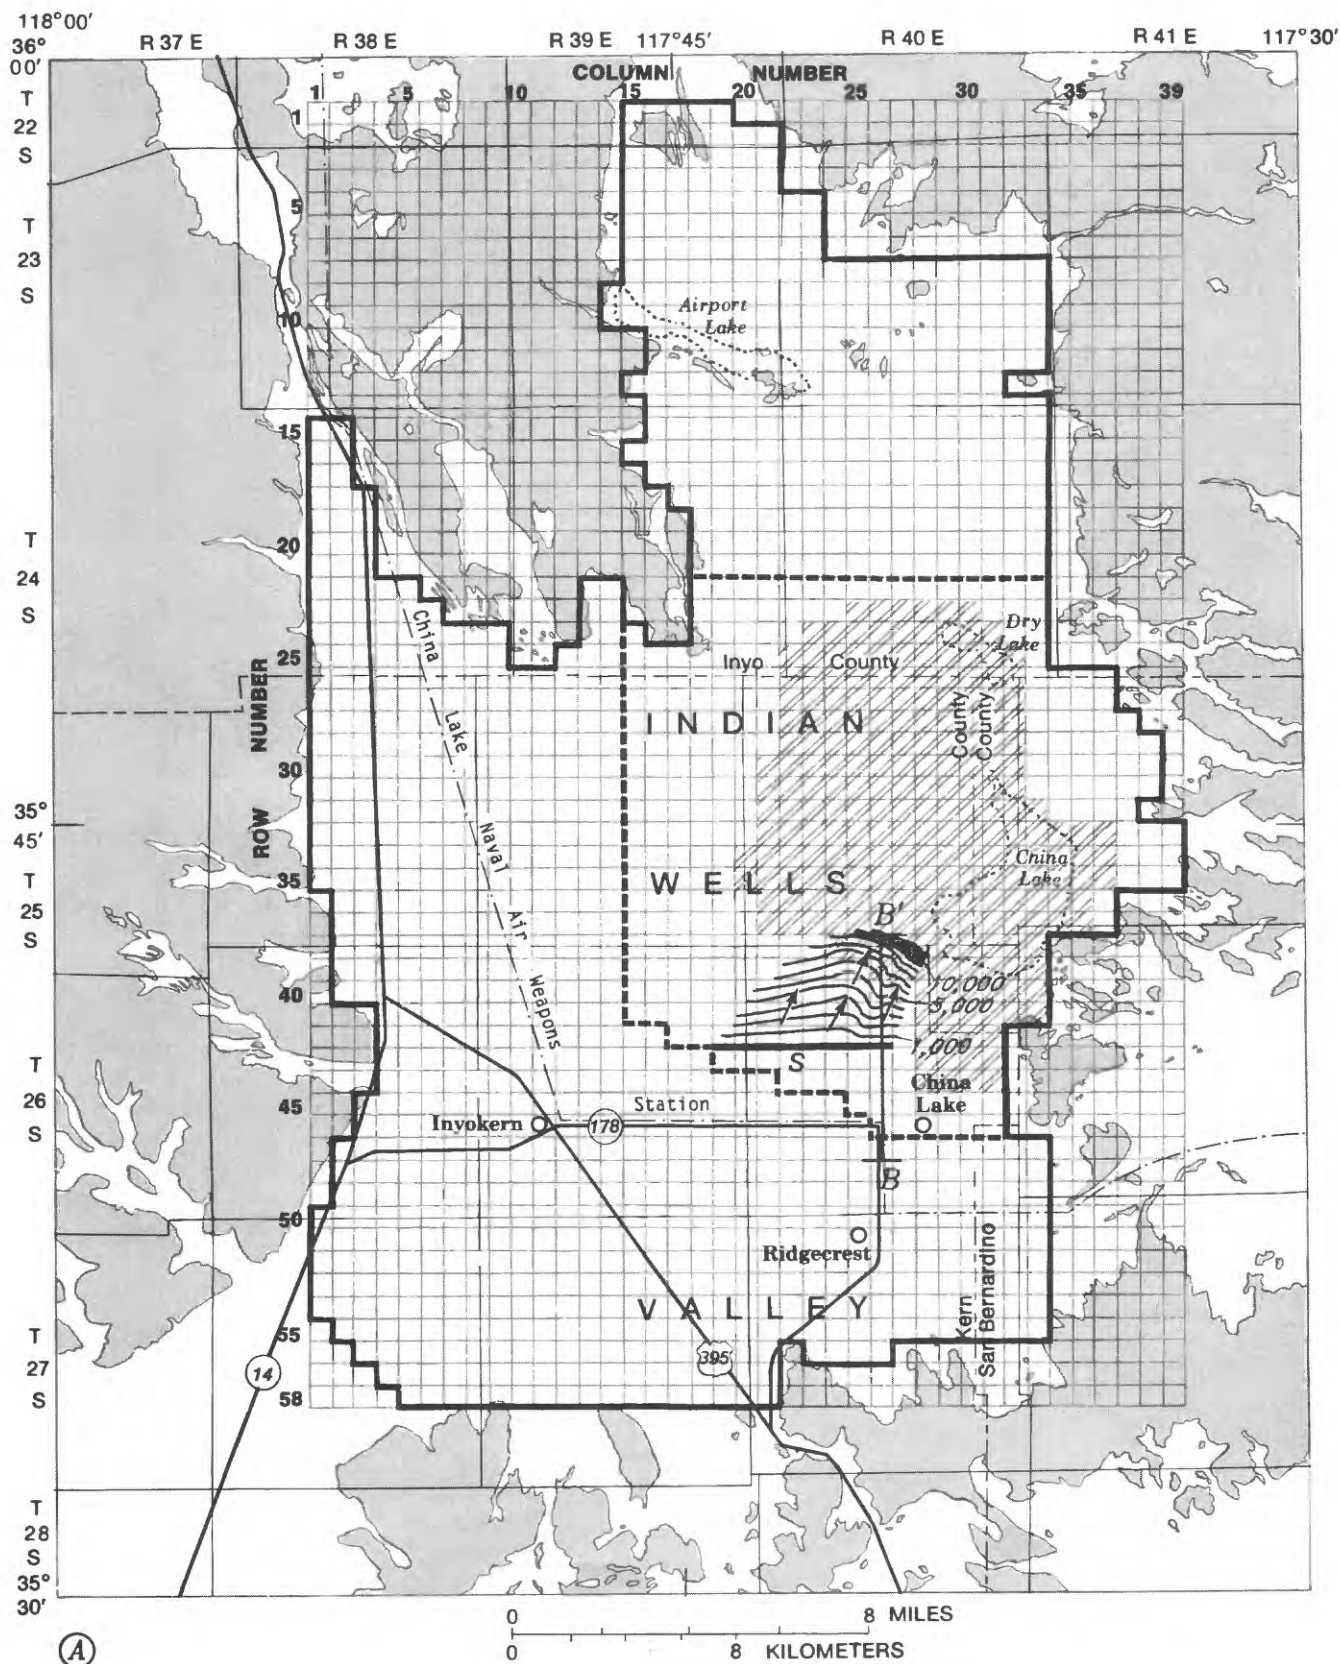 118°00′
36°
00′
R 37 E
R 38 E
R 39 E
117°45′
R 40 E
R 41 E
117°30′
COLUMN NUMBER
1
5
10
15
20
25
30
35
39
T
22
S
T
23
S
T
24
S
35°
45′
T
25
S
T
26
S
T
27
S
T
28
S
35°
30′
ROW NUMBER
1
5
10
15
20
25
30
35
40
45
50
55
58
Airport
Lake
Dry
Lake
Inyo County
County
County
China
Lake
Naval
Air
Weapons
Station
INDIAN
WELLS
VALLEY
China
Lake
B'
10,000
5,000
1,000
S
China
Lake
Inyokern
178
B
Ridgecrest
Kern
San Bernardino
395
14
0
8 MILES
0
8 KILOMETERS
A